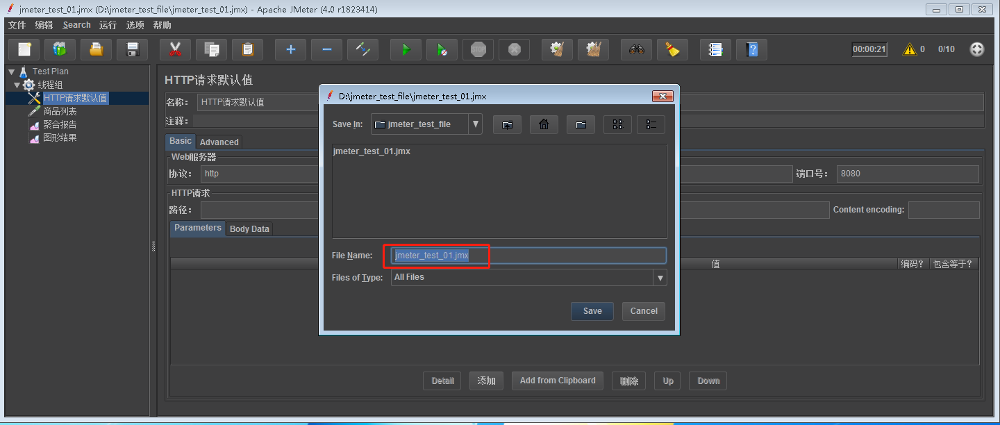 jmeter_test_01.jmx (D:\jmeter_test_file\jmeter_test_01.jmx) - Apache JMeter (4.0 r1823414)
文件 编辑 Search 运行 选项 帮助
STOP
00:00:21 0 0/10
Test Plan
线程组
HTTP请求默认值
商品列表
聚合报告
图形结果
HTTP请求默认值
名称: HTTP请求默认值
注释:
Basic Advanced
Web服务器
协议: http
端口号: 8080
HTTP请求
路径:
Content encoding:
Parameters Body Data
值 编码? 包含等于?
Detail 添加 Add from Clipboard 删除 Up Down
D:\jmeter_test_file\jmeter_test_01.jmx
Save In: jmeter_test_file
jmeter_test_01.jmx
File Name: jmeter_test_01.jmx
Files of Type: All Files
Save Cancel